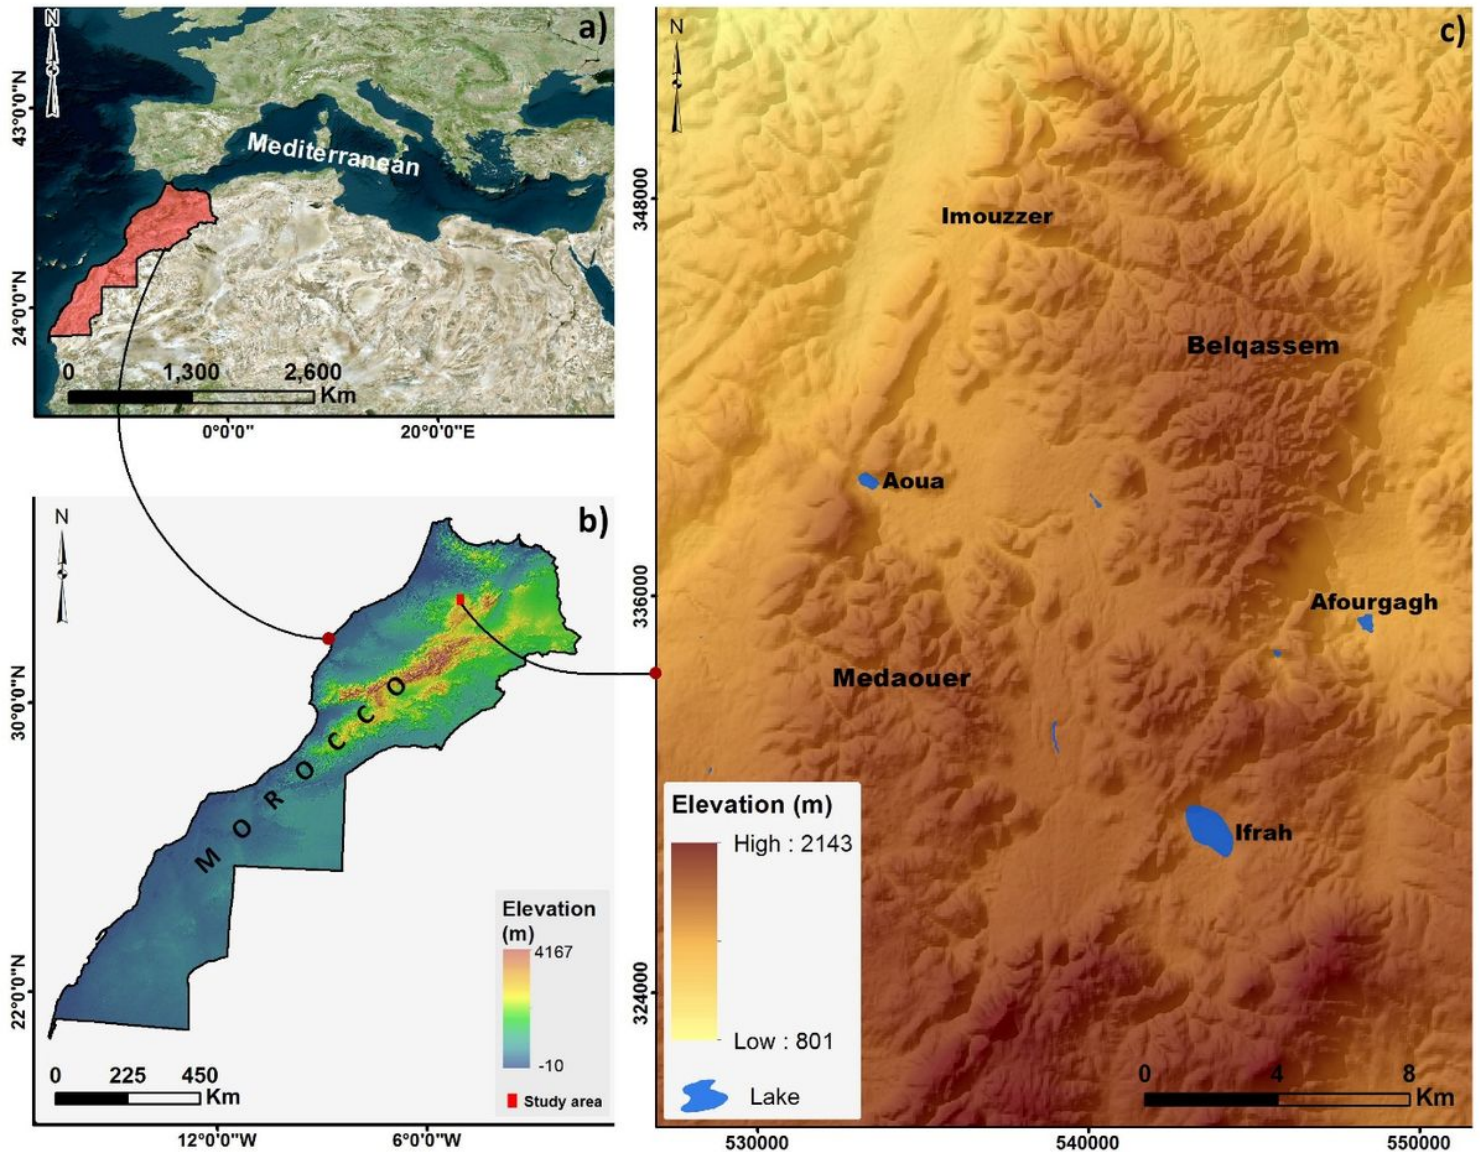 a)
N
43°0'0"N
24°0'0"N
Mediterranean
0 1,300 2,600
Km
0°0'0" 20°0'0"E
b)
N
30°0'0"N
22°0'0"N
MOROCCO
Elevation
(m)
4167
-10
Study area
0 225 450
Km
12°0'0"W 6°0'0"W
c)
N
348000
336000
324000
Imouzzer
Belqassem
Aoua
Afourgagh
Medaouer
Ifrah
Elevation (m)
High : 2143
Low : 801
Lake
0 4 8
Km
530000 540000 550000